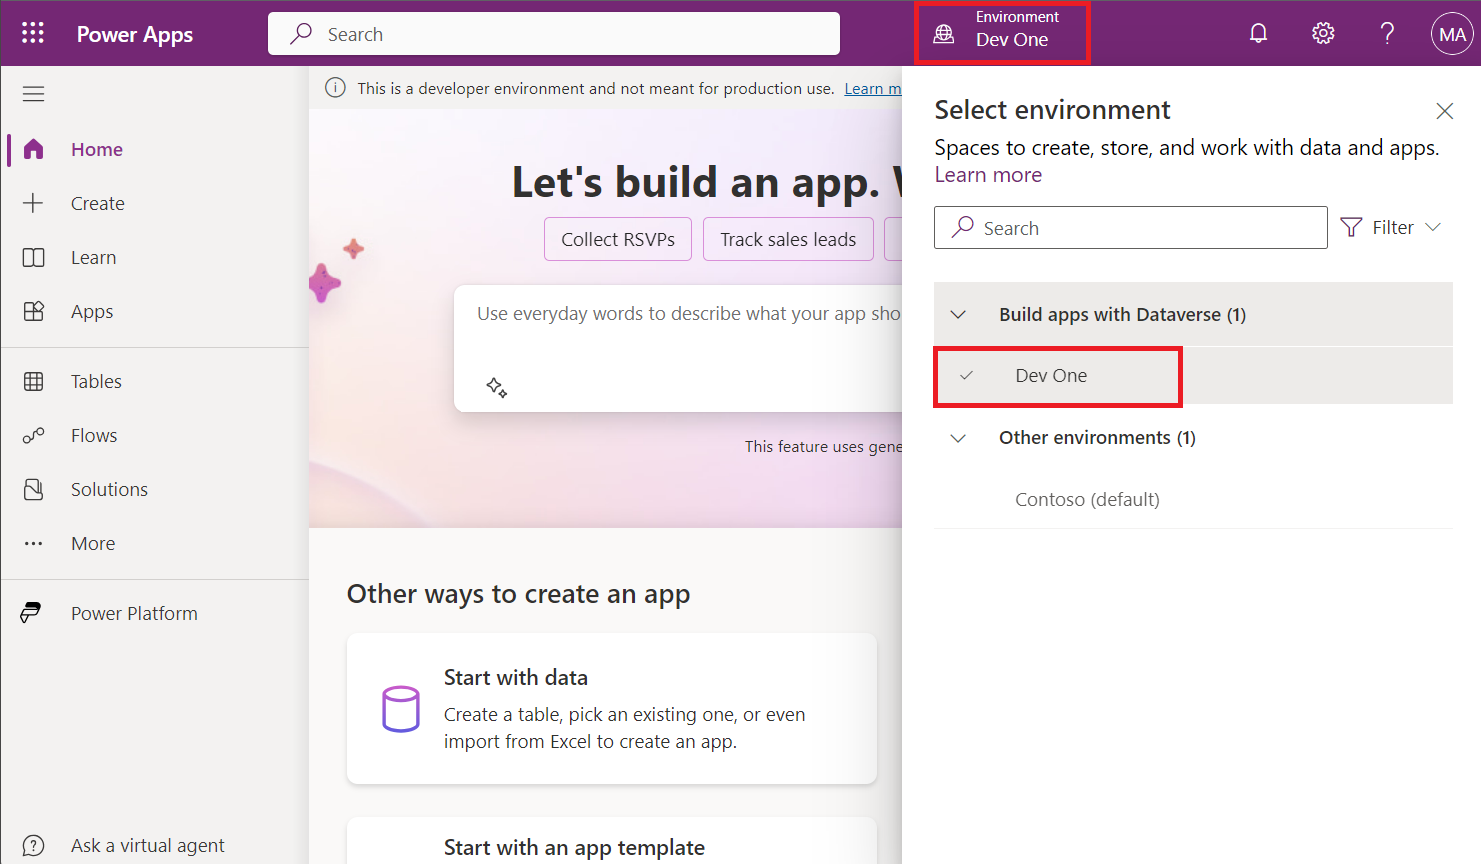 Power Apps
Search
Environment
Dev One
MA
This is a developer environment and not meant for production use. Learn m
Home
Create
Learn
Apps
Tables
Flows
Solutions
More
Power Platform
Ask a virtual agent
Let's build an app.
Collect RSVPs
Track sales leads
Use everyday words to describe what your app sho
This feature uses gene
Other ways to create an app
Start with data
Create a table, pick an existing one, or even
import from Excel to create an app.
Start with an app template
Select environment
Spaces to create, store, and work with data and apps.
Learn more
Search
Filter
Build apps with Dataverse (1)
Dev One
Other environments (1)
Contoso (default)